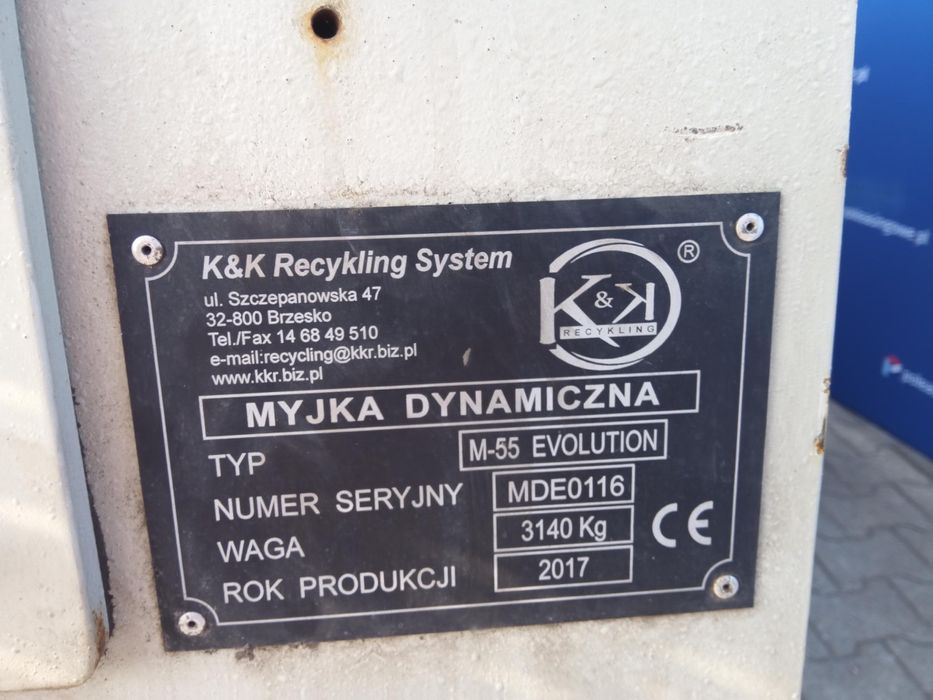 K&K Recykling System
ul. Szczepanowska 47
32-800 Brzesko
Tel./Fax 14 68 49 510
e-mail:recycling@kkr.biz.pl
www.kkr.biz.pl
K&K
RECYKLING
®
MYJKA DYNAMICZNA
TYP M-55 EVOLUTION
NUMER SERYJNY MDE0116
WAGA 3140 Kg
ROK PRODUKCJI 2017
CE